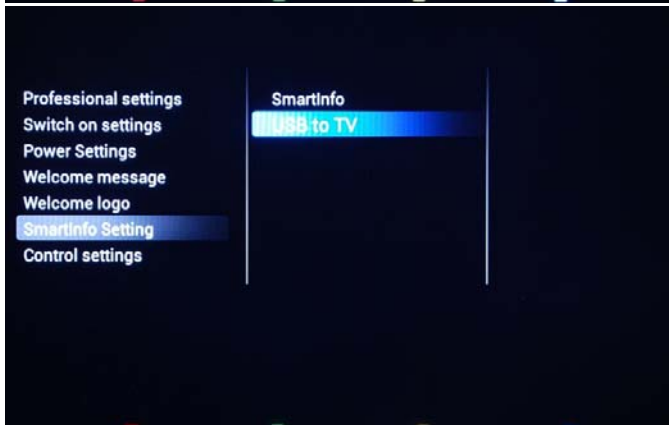 Professional settings
Switch on settings
Power Settings
Welcome message
Welcome logo
SmartInfo Setting
Control settings
SmartInfo
USB to TV